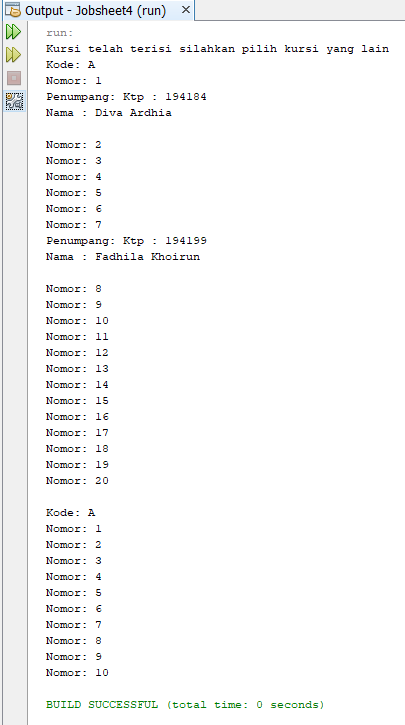 Output - Jobsheet4 (run)
run:
Kursi telah terisi silahkan pilih kursi yang lain
Kode: A
Nomor: 1
Penumpang: Ktp : 194184
Nama : Diva Ardhia
Nomor: 2
Nomor: 3
Nomor: 4
Nomor: 5
Nomor: 6
Nomor: 7
Penumpang: Ktp : 194199
Nama : Fadhila Khoirun
Nomor: 8
Nomor: 9
Nomor: 10
Nomor: 11
Nomor: 12
Nomor: 13
Nomor: 14
Nomor: 15
Nomor: 16
Nomor: 17
Nomor: 18
Nomor: 19
Nomor: 20
Kode: A
Nomor: 1
Nomor: 2
Nomor: 3
Nomor: 4
Nomor: 5
Nomor: 6
Nomor: 7
Nomor: 8
Nomor: 9
Nomor: 10
BUILD SUCCESSFUL (total time: 0 seconds)